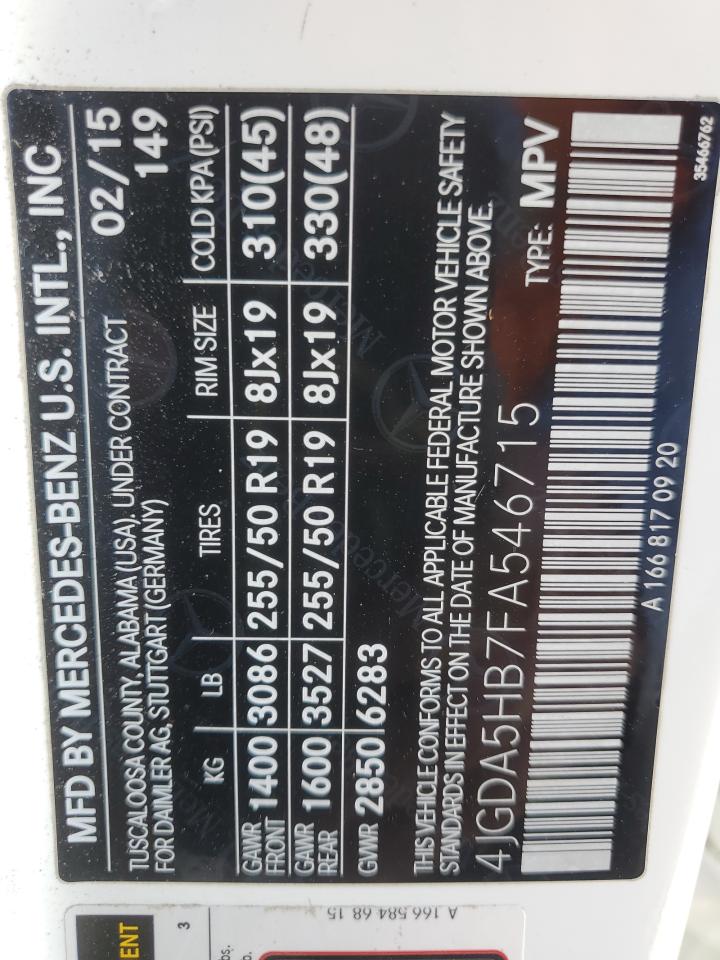 MFD BY MERCEDES-BENZ U.S. INTL., INC
TUSCALOOSA COUNTY, ALABAMA (USA), UNDER CONTRACT 02/15
FOR DAIMLER AG, STUTTGART (GERMANY) 149
KG LB TIRES RIM SIZE COLD KPA (PSI)
GAWR FRONT 1400 3086 255/50 R19 8Jx19 310(45)
GAWR REAR 1600 3527 255/50 R19 8Jx19 330(48)
GVWR 2850 6283
THIS VEHICLE CONFORMS TO ALL APPLICABLE FEDERAL MOTOR VEHICLE SAFETY
STANDARDS IN EFFECT ON THE DATE OF MANUFACTURE SHOWN ABOVE.
4JGDA5HB7FA546715 TYPE: MPV
A 166 817 09 20
35466762
A 166 584 68 15
ENT
3